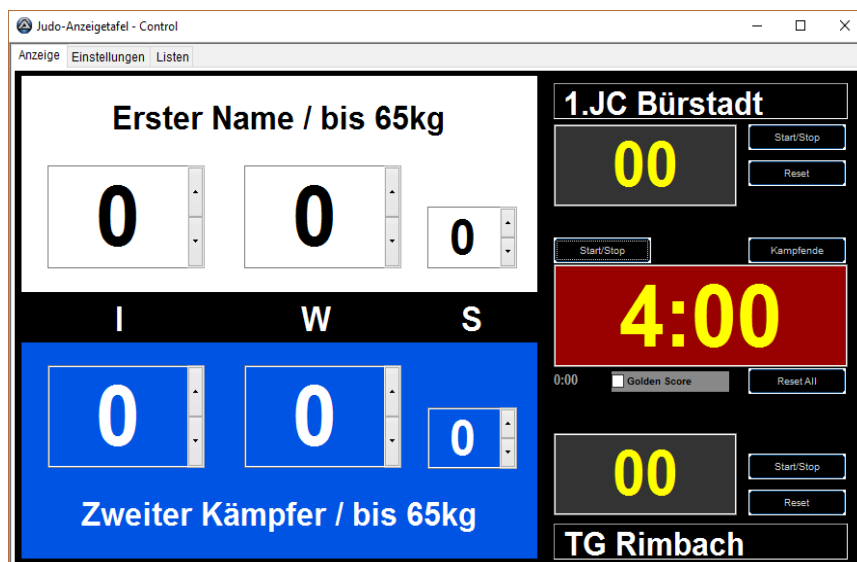 Judo-Anzeigetafel - Control
Anzeige Einstellungen Listen
Erster Name / bis 65kg
0 0 0
I W S
0 0 0
Zweiter Kämpfer / bis 65kg
1.JC Bürstadt
00
Start/Stop
Reset
Start/Stop Kampfende
4:00
0:00 Golden Score Reset All
00
Start/Stop
Reset
TG Rimbach